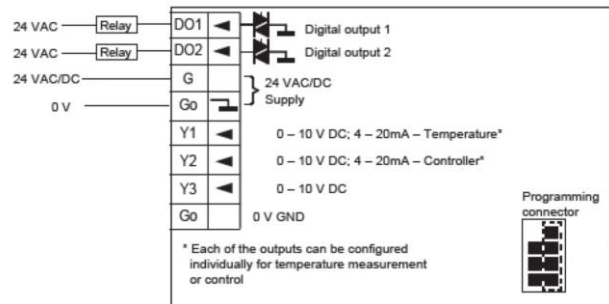 24 VAC Relay DO1 Digital output 1
24 VAC Relay DO2 Digital output 2
24 VAC/DC G 24 VAC/DC
Supply
0 V Go
Y1 0 – 10 V DC; 4 – 20mA – Temperature*
Y2 0 – 10 V DC; 4 – 20mA – Controller*
Y3 0 – 10 V DC
Go 0 V GND
Programming
connector
* Each of the outputs can be configured
individually for temperature measurement
or control